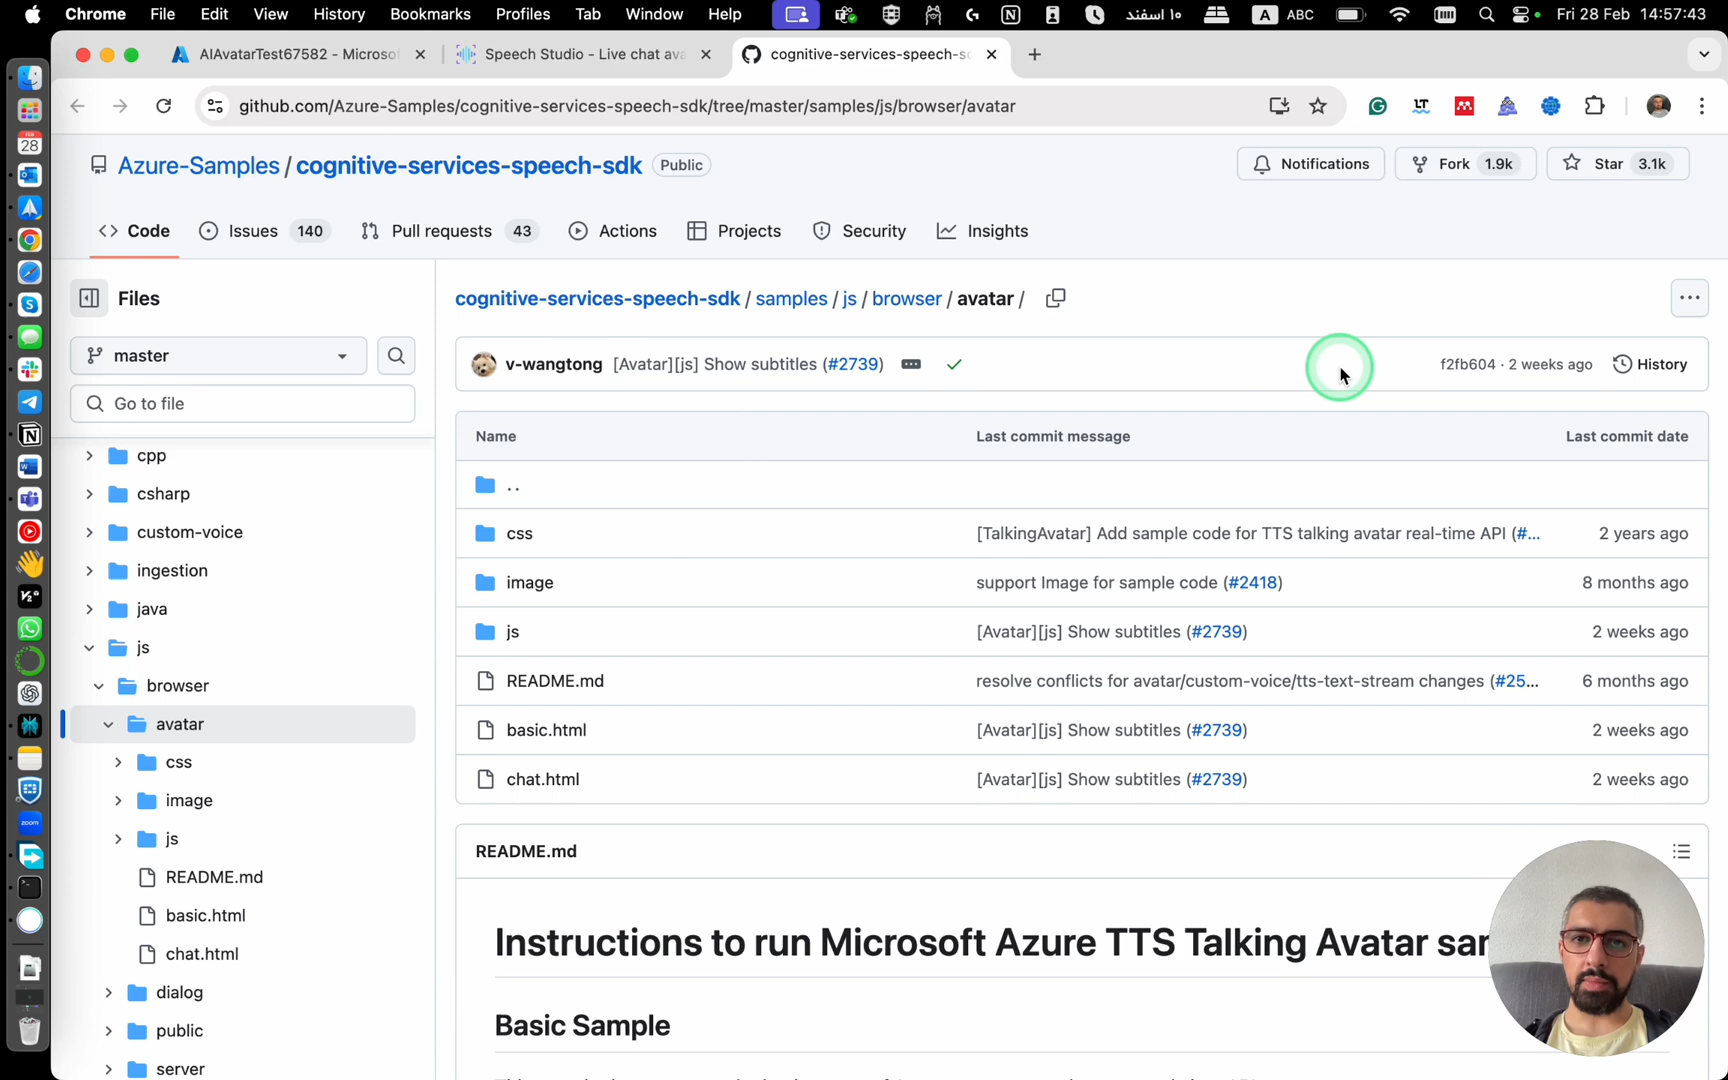 Chrome File Edit View History Bookmarks Profiles Tab Window Help ۱۰ اسفند A ABC Fri 28 Feb 14:57:43
AIAvatarTest67582 - Microso
Speech Studio - Live chat ava
cognitive-services-speech-s
github.com/Azure-Samples/cognitive-services-speech-sdk/tree/master/samples/js/browser/avatar
Azure-Samples / cognitive-services-speech-sdk Public
Notifications
Fork 1.9k
Star 3.1k
Code
Issues 140
Pull requests 43
Actions
Projects
Security
Insights
Files
master
Go to file
cpp
csharp
custom-voice
ingestion
java
js
browser
avatar
css
image
js
README.md
basic.html
chat.html
dialog
public
server
cognitive-services-speech-sdk / samples / js / browser / avatar /
v-wangtong [Avatar][js] Show subtitles (#2739)
f2fb604 · 2 weeks ago History
Name Last commit message Last commit date
..
css [TalkingAvatar] Add sample code for TTS talking avatar real-time API (#... 2 years ago
image support Image for sample code (#2418) 8 months ago
js [Avatar][js] Show subtitles (#2739) 2 weeks ago
README.md resolve conflicts for avatar/custom-voice/tts-text-stream changes (#25... 6 months ago
basic.html [Avatar][js] Show subtitles (#2739) 2 weeks ago
chat.html [Avatar][js] Show subtitles (#2739) 2 weeks ago
README.md
Instructions to run Microsoft Azure TTS Talking Avatar sa
Basic Sample